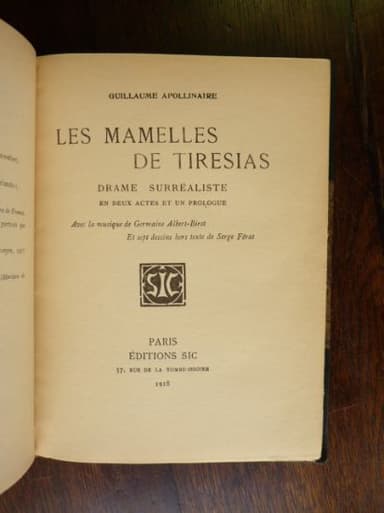 GUILLAUME APOLLINAIRE
LES MAMELLES
DE TIRESIAS
DRAME SURRÉALISTE
EN DEUX ACTES ET UN PROLOGUE
Avec la musique de Germaine Albert-Birot
Et sept dessins hors texte de Serge Férat
SIC
PARIS
ÉDITIONS SIC
37, RUE DE LA TOMBE-ISSOIRE
1918